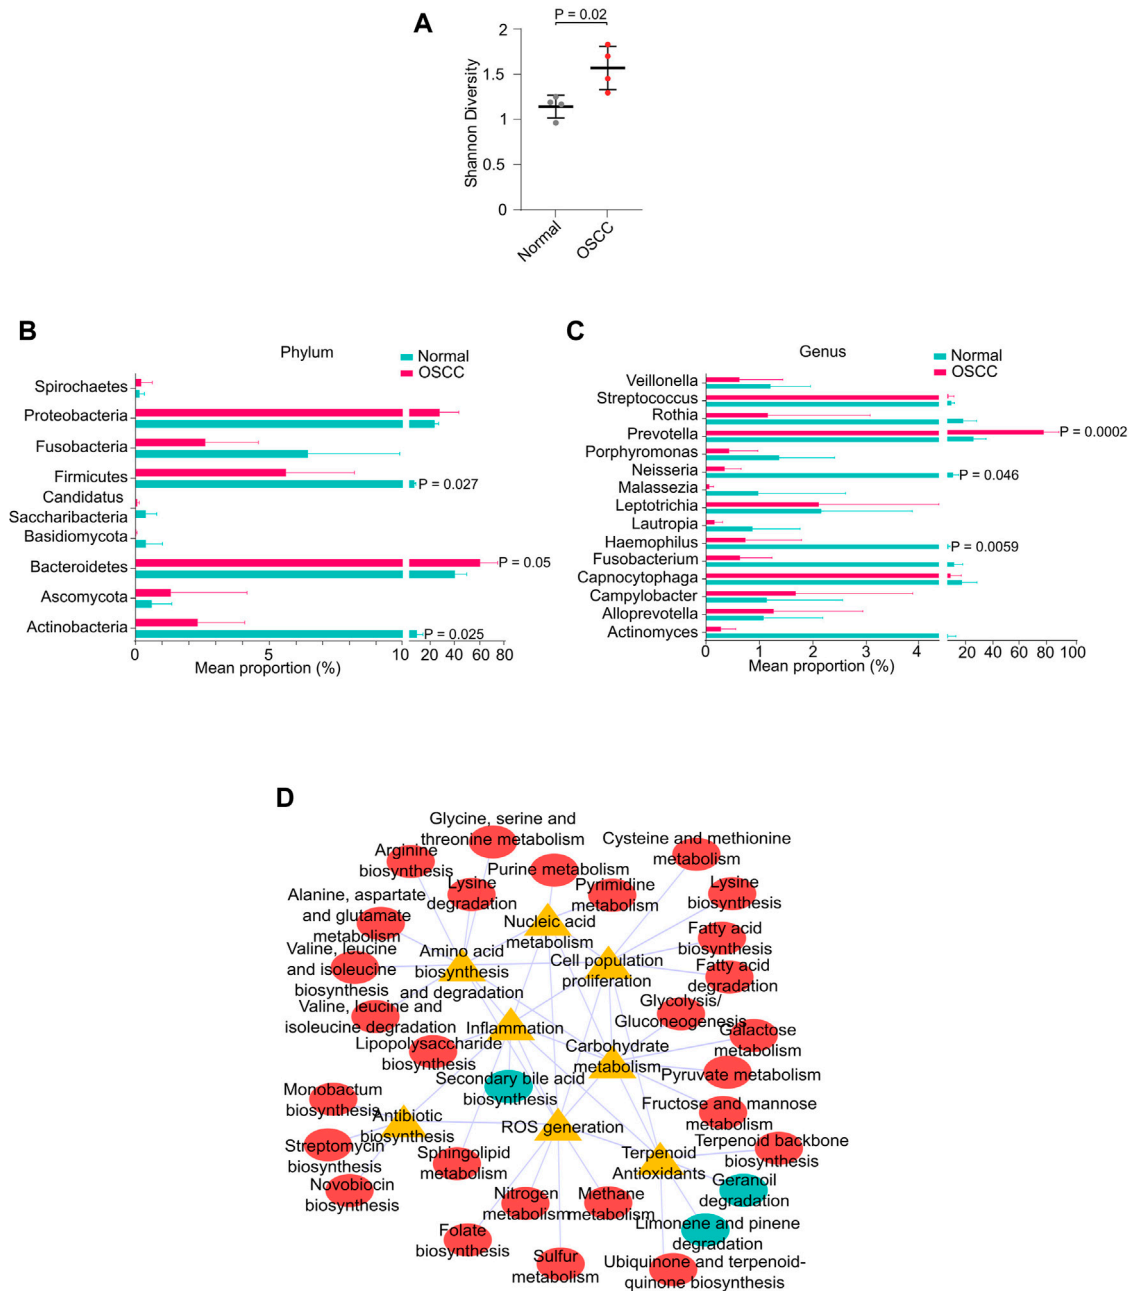 A
P = 0.02
2
1.5
1
0.5
0
Shannon Diversity
Normal
OSCC
B
Phylum
Normal
OSCC
Spirochaetes
Proteobacteria
Fusobacteria
Firmicutes
P = 0.027
Candidatus
Saccharibacteria
Basidiomycota
Bacteroidetes
P = 0.05
Ascomycota
Actinobacteria
P = 0.025
0
5
10
20
40
60
80
Mean proportion (%)
C
Genus
Normal
OSCC
Veillonella
Streptococcus
Rothia
Prevotella
P = 0.0002
Porphyromonas
Neisseria
P = 0.046
Malassezia
Leptotrichia
Lautropia
Haemophilus
P = 0.0059
Fusobacterium
Capnocytophaga
Campylobacter
Alloprevotella
Actinomyces
0
1
2
3
4
20
40
60
80
100
Mean proportion (%)
D
Glycine, serine and
threonine metabolism
Cysteine and methionine
metabolism
Arginine
biosynthesis
Purine metabolism
Lysine
degradation
Pyrimidine
metabolism
Lysine
biosynthesis
Alanine, aspartate
and glutamate
metabolism
Nucleic acid
metabolism
Fatty acid
biosynthesis
Valine, leucine
and isoleucine
biosynthesis
Amino acid
biosynthesis
and degradation
Cell population
proliferation
Fatty acid
degradation
Valine, leucine and
isoleucine degradation
Inflammation
Glycolysis/
Gluconeogenesis
Galactose
metabolism
Lipopolysaccharide
biosynthesis
Carbohydrate
metabolism
Pyruvate metabolism
Secondary bile acid
biosynthesis
Monobactum
biosynthesis
Fructose and mannose
metabolism
Antibiotic
biosynthesis
ROS generation
Streptomycin
biosynthesis
Terpenoid
Antioxidants
Terpenoid backbone
biosynthesis
Sphingolipid
metabolism
Novobiocin
biosynthesis
Geranoil
degradation
Nitrogen
metabolism
Methane
metabolism
Limonene and pinene
degradation
Folate
biosynthesis
Sulfur
metabolism
Ubiquinone and terpenoid-
quinone biosynthesis